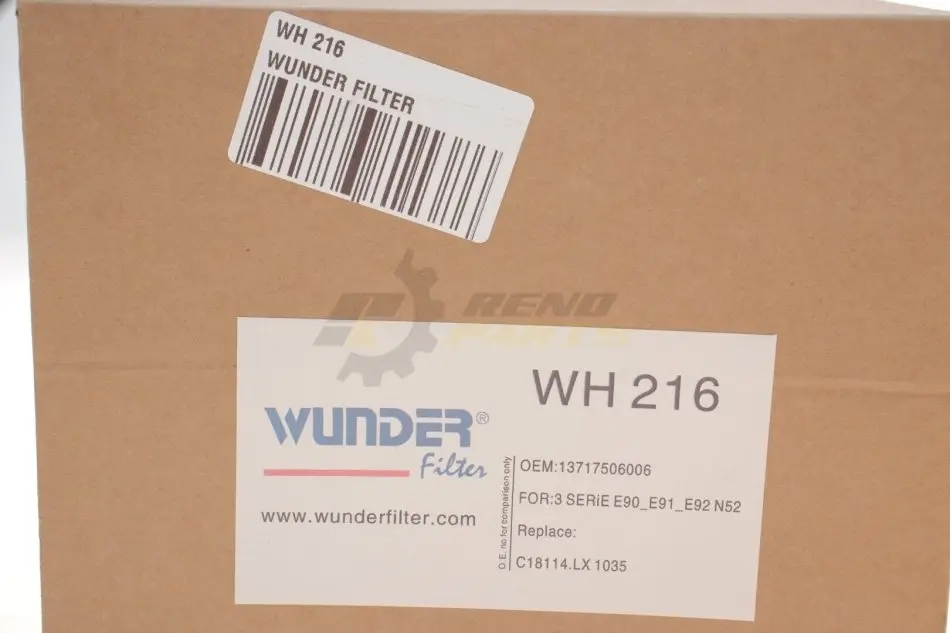 WH 216
WUNDER FILTER
RENO
PARTS
WH 216
WUNDER®
Filter
www.wunderfilter.com
O.E. no for comparison only
OEM:13717506006
FOR:3 SERiE E90_E91_E92 N52
Replace:
C18114.LX 1035